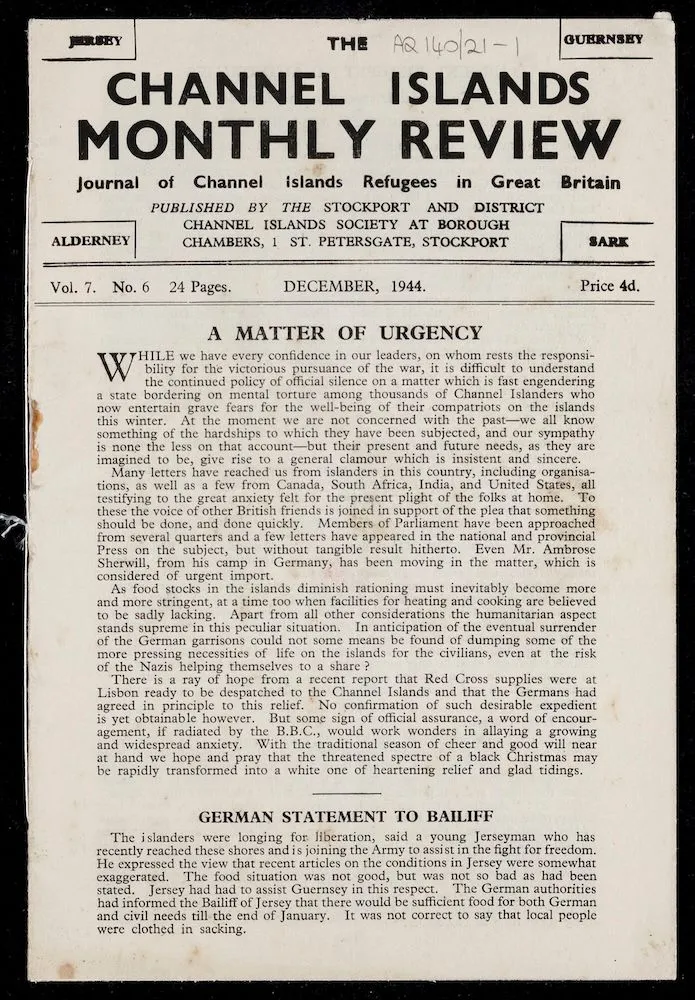 JERSEY
THE AQ 140/21-1
GUERNSEY
CHANNEL ISLANDS
MONTHLY REVIEW
Journal of Channel Islands Refugees in Great Britain
PUBLISHED BY THE STOCKPORT AND DISTRICT
CHANNEL ISLANDS SOCIETY AT BOROUGH
CHAMBERS, 1 ST. PETERSGATE, STOCKPORT
ALDERNEY
SARK
Vol. 7. No. 6 24 Pages. DECEMBER, 1944. Price 4d.
A MATTER OF URGENCY
WHILE we have every confidence in our leaders, on whom rests the responsi-
bility for the victorious pursuance of the war, it is difficult to understand
the continued policy of official silence on a matter which is fast engendering
a state bordering on mental torture among thousands of Channel Islanders who
now entertain grave fears for the well-being of their compatriots on the islands
this winter. At the moment we are not concerned with the past—we all know
something of the hardships to which they have been subjected, and our sympathy
is none the less on that account—but their present and future needs, as they are
imagined to be, give rise to a general clamour which is insistent and sincere.
Many letters have reached us from islanders in this country, including organisa-
tions, as well as a few from Canada, South Africa, India, and United States, all
testifying to the great anxiety felt for the present plight of the folks at home. To
these the voice of other British friends is joined in support of the plea that something
should be done, and done quickly. Members of Parliament have been approached
from several quarters and a few letters have appeared in the national and provincial
Press on the subject, but without tangible result hitherto. Even Mr. Ambrose
Sherwill, from his camp in Germany, has been moving in the matter, which is
considered of urgent import.
As food stocks in the islands diminish rationing must inevitably become more
and more stringent, at a time too when facilities for heating and cooking are believed
to be sadly lacking. Apart from all other considerations the humanitarian aspect
stands supreme in this peculiar situation. In anticipation of the eventual surrender
of the German garrisons could not some means be found of dumping some of the
more pressing necessities of life on the islands for the civilians, even at the risk
of the Nazis helping themselves to a share ?
There is a ray of hope from a recent report that Red Cross supplies were at
Lisbon ready to be despatched to the Channel Islands and that the Germans had
agreed in principle to this relief. No confirmation of such desirable expedient
is yet obtainable however. But some sign of official assurance, a word of encour-
agement, if radiated by the B.B.C., would work wonders in allaying a growing
and widespread anxiety. With the traditional season of cheer and good will near
at hand we hope and pray that the threatened spectre of a black Christmas may
be rapidly transformed into a white one of heartening relief and glad tidings.
GERMAN STATEMENT TO BAILIFF
The islanders were longing for liberation, said a young Jerseyman who has
recently reached these shores and is joining the Army to assist in the fight for freedom.
He expressed the view that recent articles on the conditions in Jersey were somewhat
exaggerated. The food situation was not good, but was not so bad as had been
stated. Jersey had had to assist Guernsey in this respect. The German authorities
had informed the Bailiff of Jersey that there would be sufficient food for both German
and civil needs till the end of January. It was not correct to say that local people
were clothed in sacking.